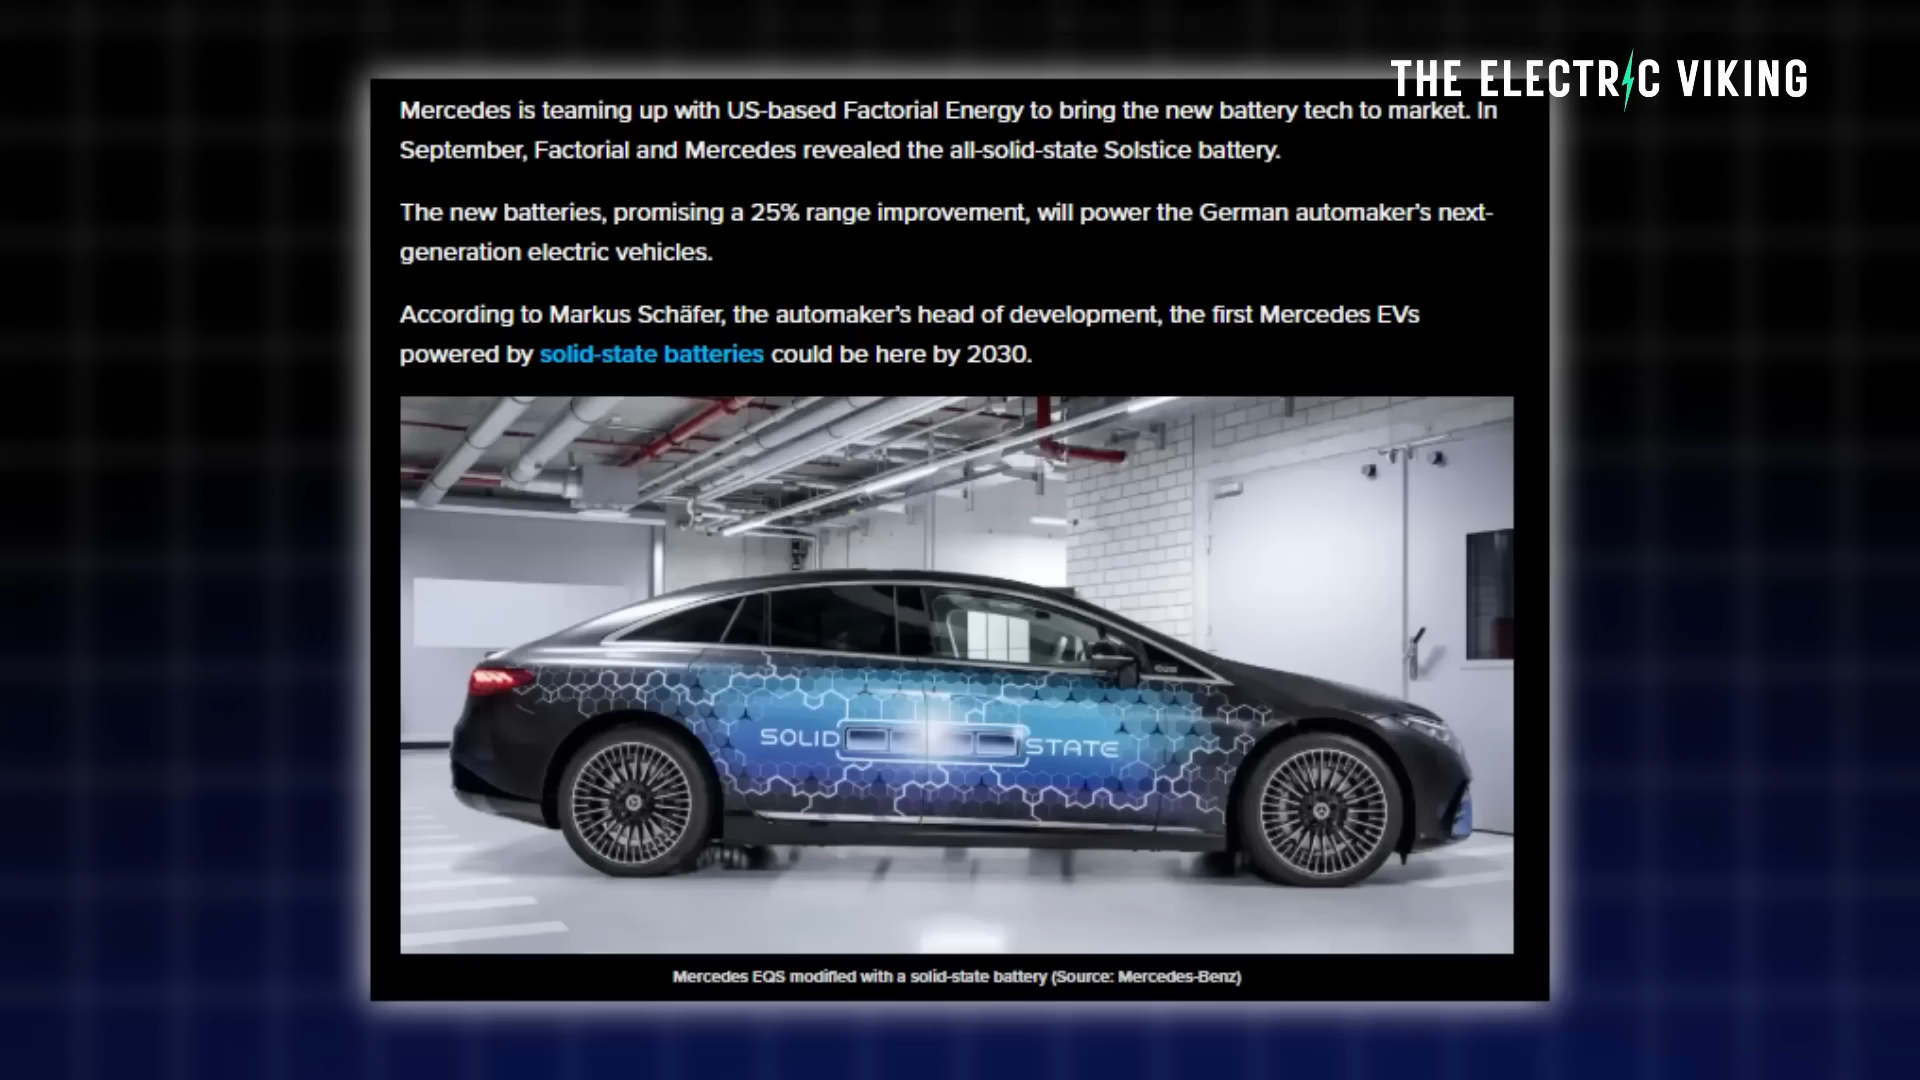 THE ELECTRIC VIKING
Mercedes is teaming up with US-based Factorial Energy to bring the new battery tech to market. In
September, Factorial and Mercedes revealed the all-solid-state Solstice battery.
The new batteries, promising a 25% range improvement, will power the German automaker's next-
generation electric vehicles.
According to Markus Schäfer, the automaker's head of development, the first Mercedes EVs
powered by solid-state batteries could be here by 2030.
SOLID STATE
Mercedes EQS modified with a solid-state battery (Source: Mercedes-Benz)